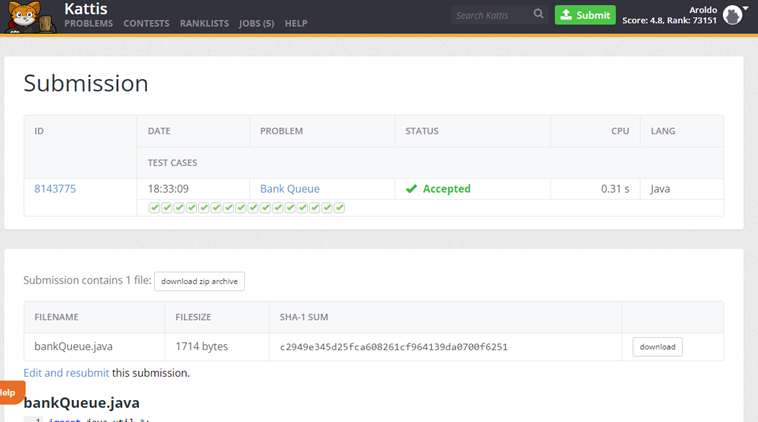 Kattis
PROBLEMS CONTESTS RANKLISTS JOBS (5) HELP
Search Kattis
Submit
Aroldo
Score: 4.8, Rank: 73151
Submission
ID DATE PROBLEM STATUS CPU LANG
TEST CASES
8143775 18:33:09 Bank Queue Accepted 0.31 s Java
Submission contains 1 file: download zip archive
FILENAME FILESIZE SHA-1 SUM
bankQueue.java 1714 bytes c2949e345d25fca608261cf964139da0700f6251 download
Edit and resubmit this submission.
Help
bankQueue.java
1 import java.util.*;